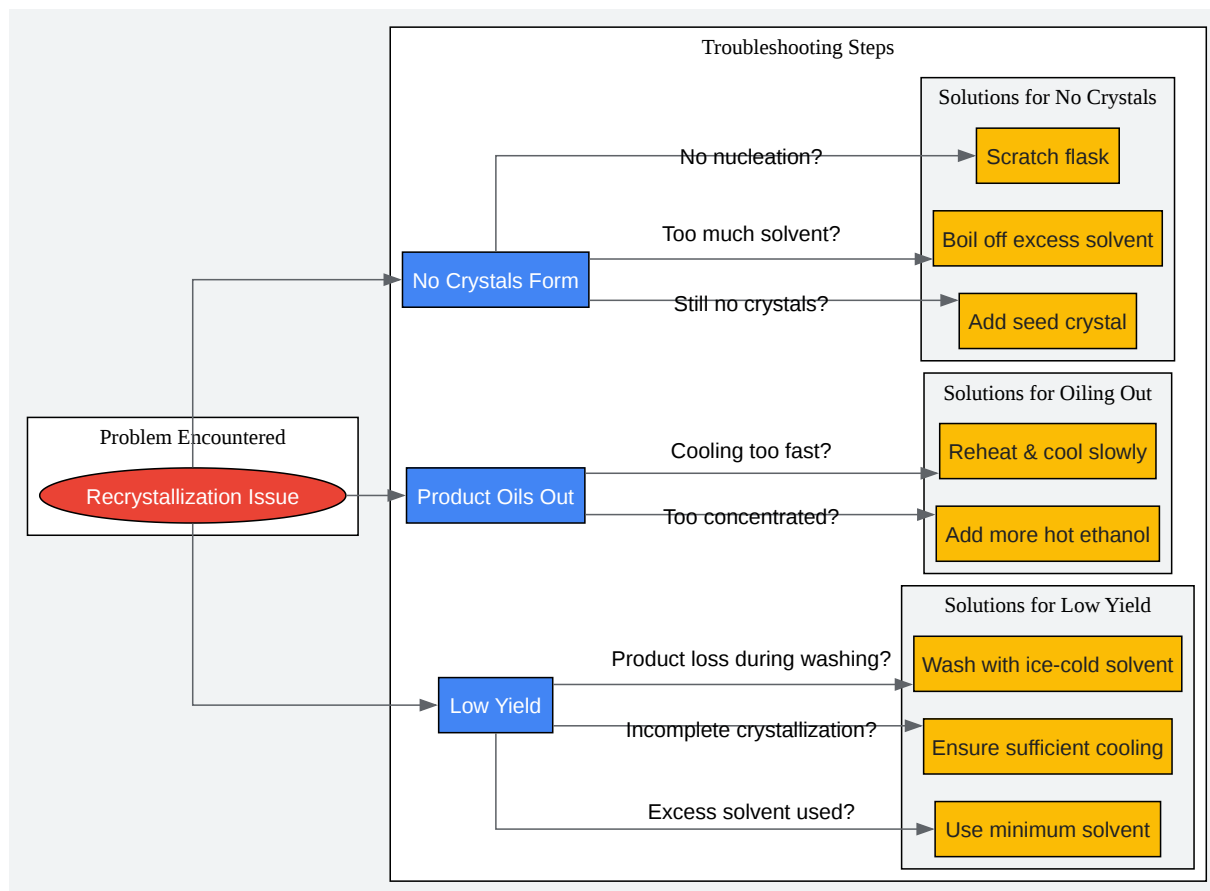 Troubleshooting Steps
Solutions for No Crystals
No nucleation?
Scratch flask
Too much solvent?
Boil off excess solvent
No Crystals Form
Still no crystals?
Add seed crystal
Solutions for Oiling Out
Problem Encountered
Cooling too fast?
Reheat & cool slowly
Recrystallization Issue
Product Oils Out
Too concentrated?
Add more hot ethanol
Solutions for Low Yield
Product loss during washing?
Wash with ice-cold solvent
Low Yield
Incomplete crystallization?
Ensure sufficient cooling
Excess solvent used?
Use minimum solvent